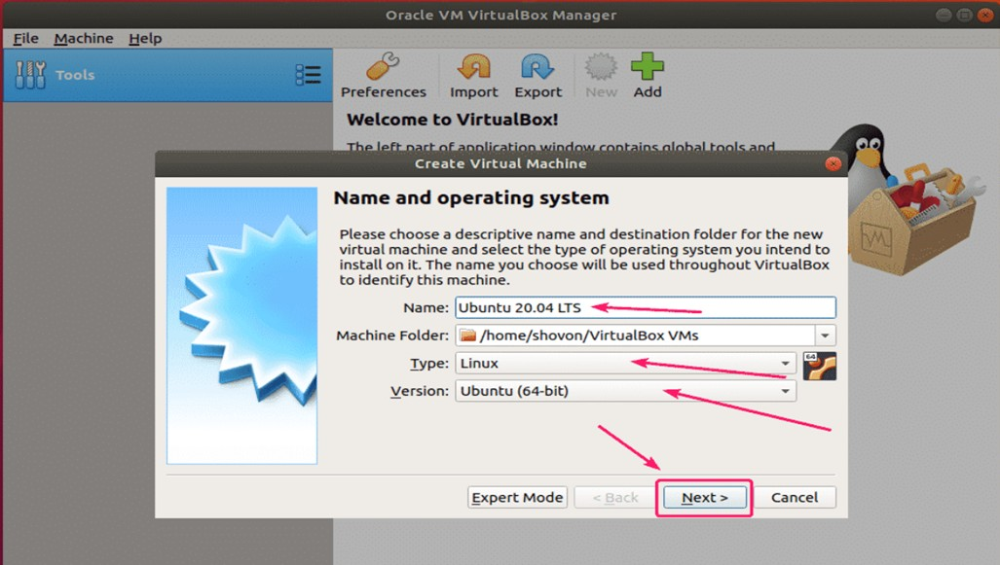 Oracle VM VirtualBox Manager
File Machine Help
Tools
Preferences Import Export New Add
Welcome to VirtualBox!
The left part of application window contains global tools and
Create Virtual Machine
Name and operating system
Please choose a descriptive name and destination folder for the new
virtual machine and select the type of operating system you intend to
install on it. The name you choose will be used throughout VirtualBox
to identify this machine.
Name: Ubuntu 20.04 LTS
Machine Folder: /home/shovon/VirtualBox VMs
Type: Linux
64
Version: Ubuntu (64-bit)
Expert Mode < Back Next > Cancel